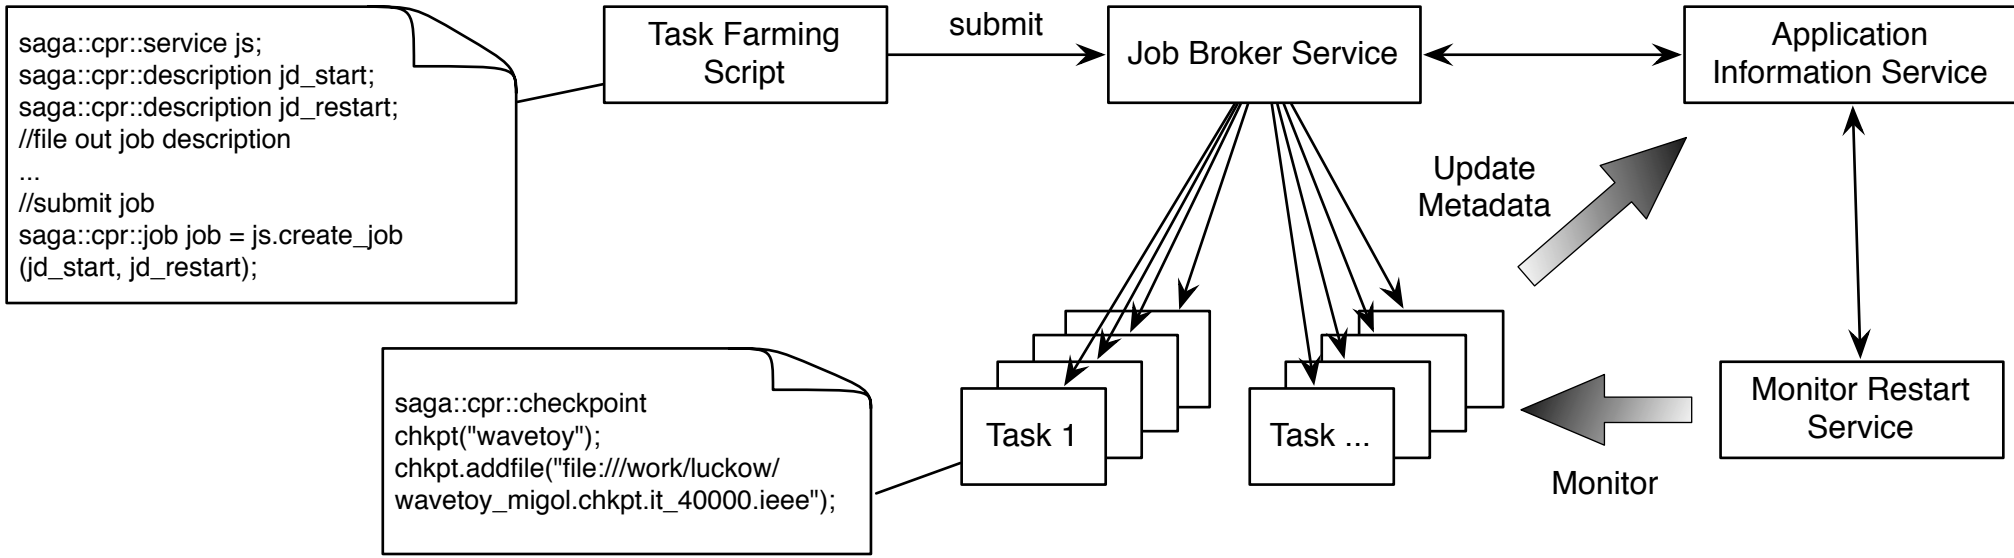 saga::cpr::service js;
saga::cpr::description jd_start;
saga::cpr::description jd_restart;
//file out job description
...
//submit job
saga::cpr::job job = js.create_job
(jd_start, jd_restart);
Task Farming
Script
submit
Job Broker Service
Application
Information Service
Update
Metadata
saga::cpr::checkpoint
chkpt("wavetoy");
chkpt.addfile("file:///work/luckow/
wavetoy_migol.chkpt.it_40000.ieee");
Task 1
Task ...
Monitor Restart
Service
Monitor